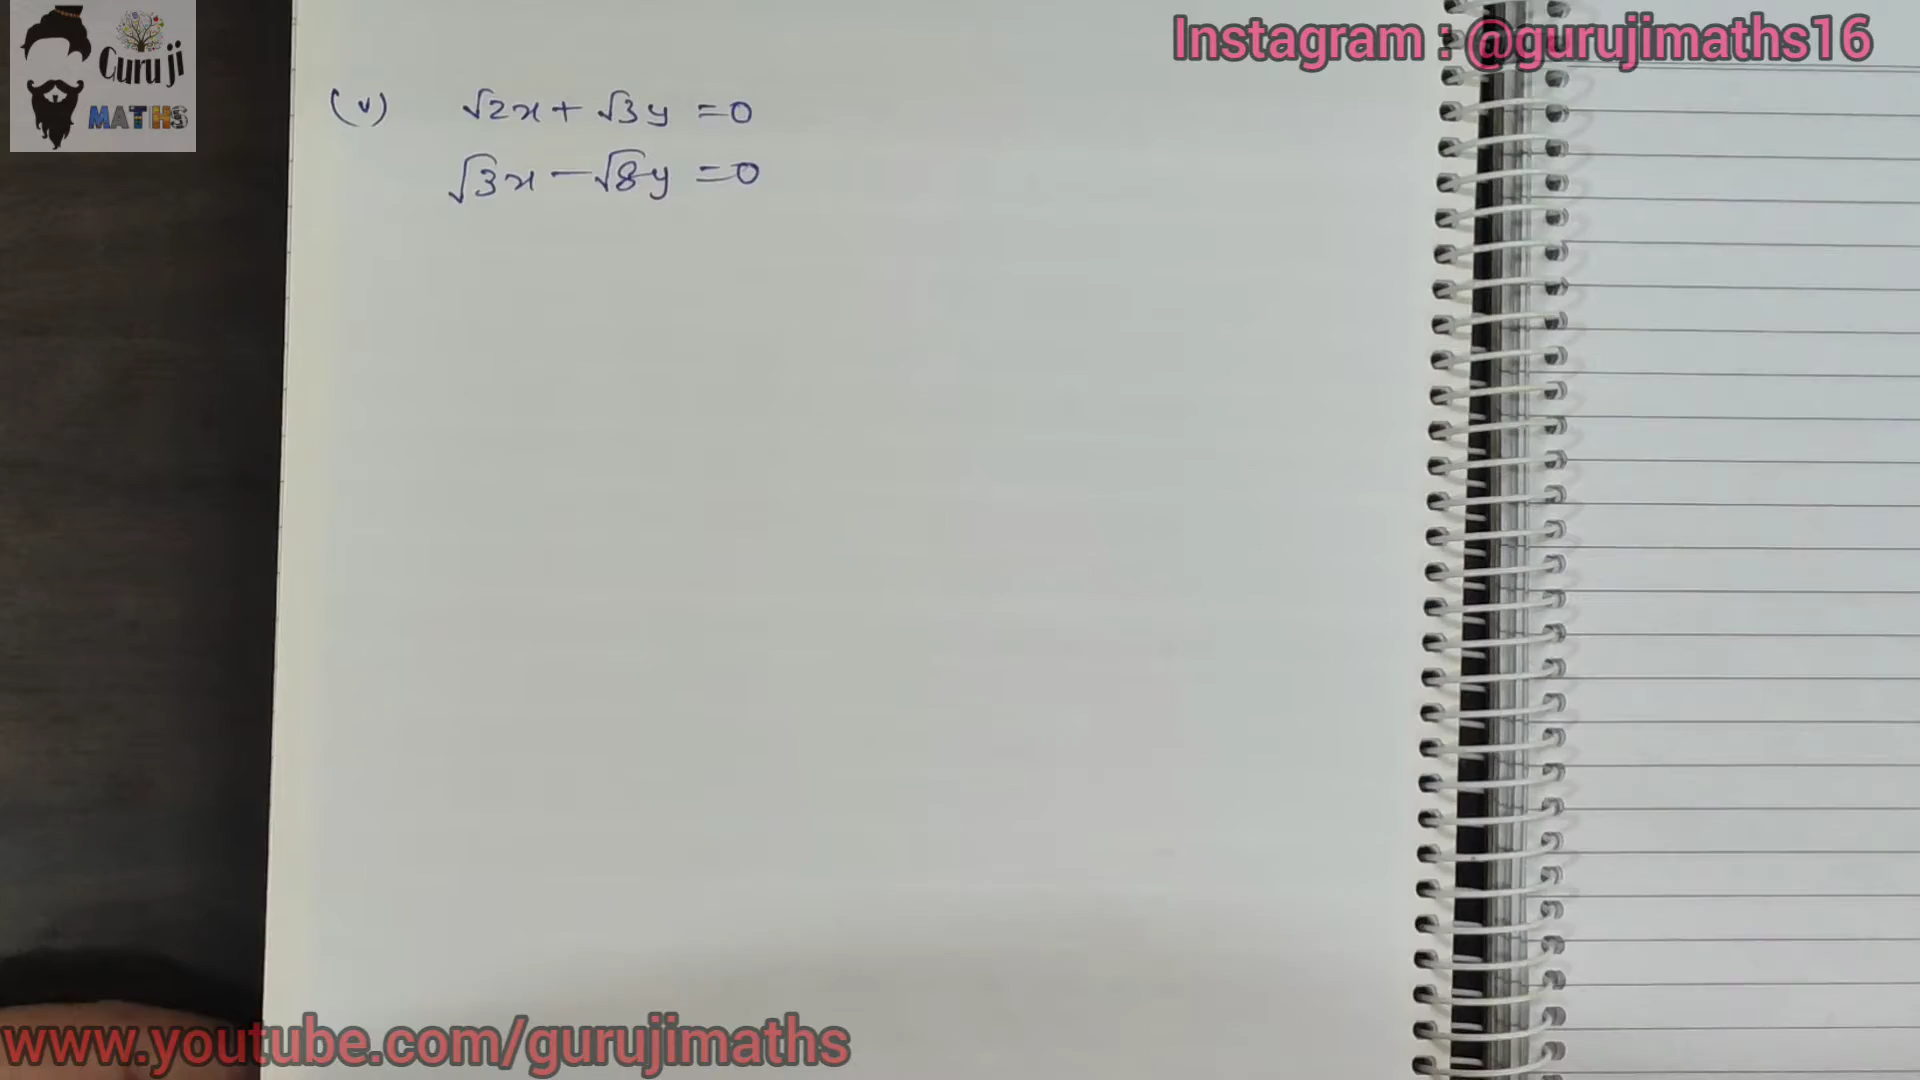 Instagram : @gurujimaths16
Guru ji
MATHS
(v) √2x + √3y = 0
√3x - √8y = 0
www.youtube.com/gurujimaths